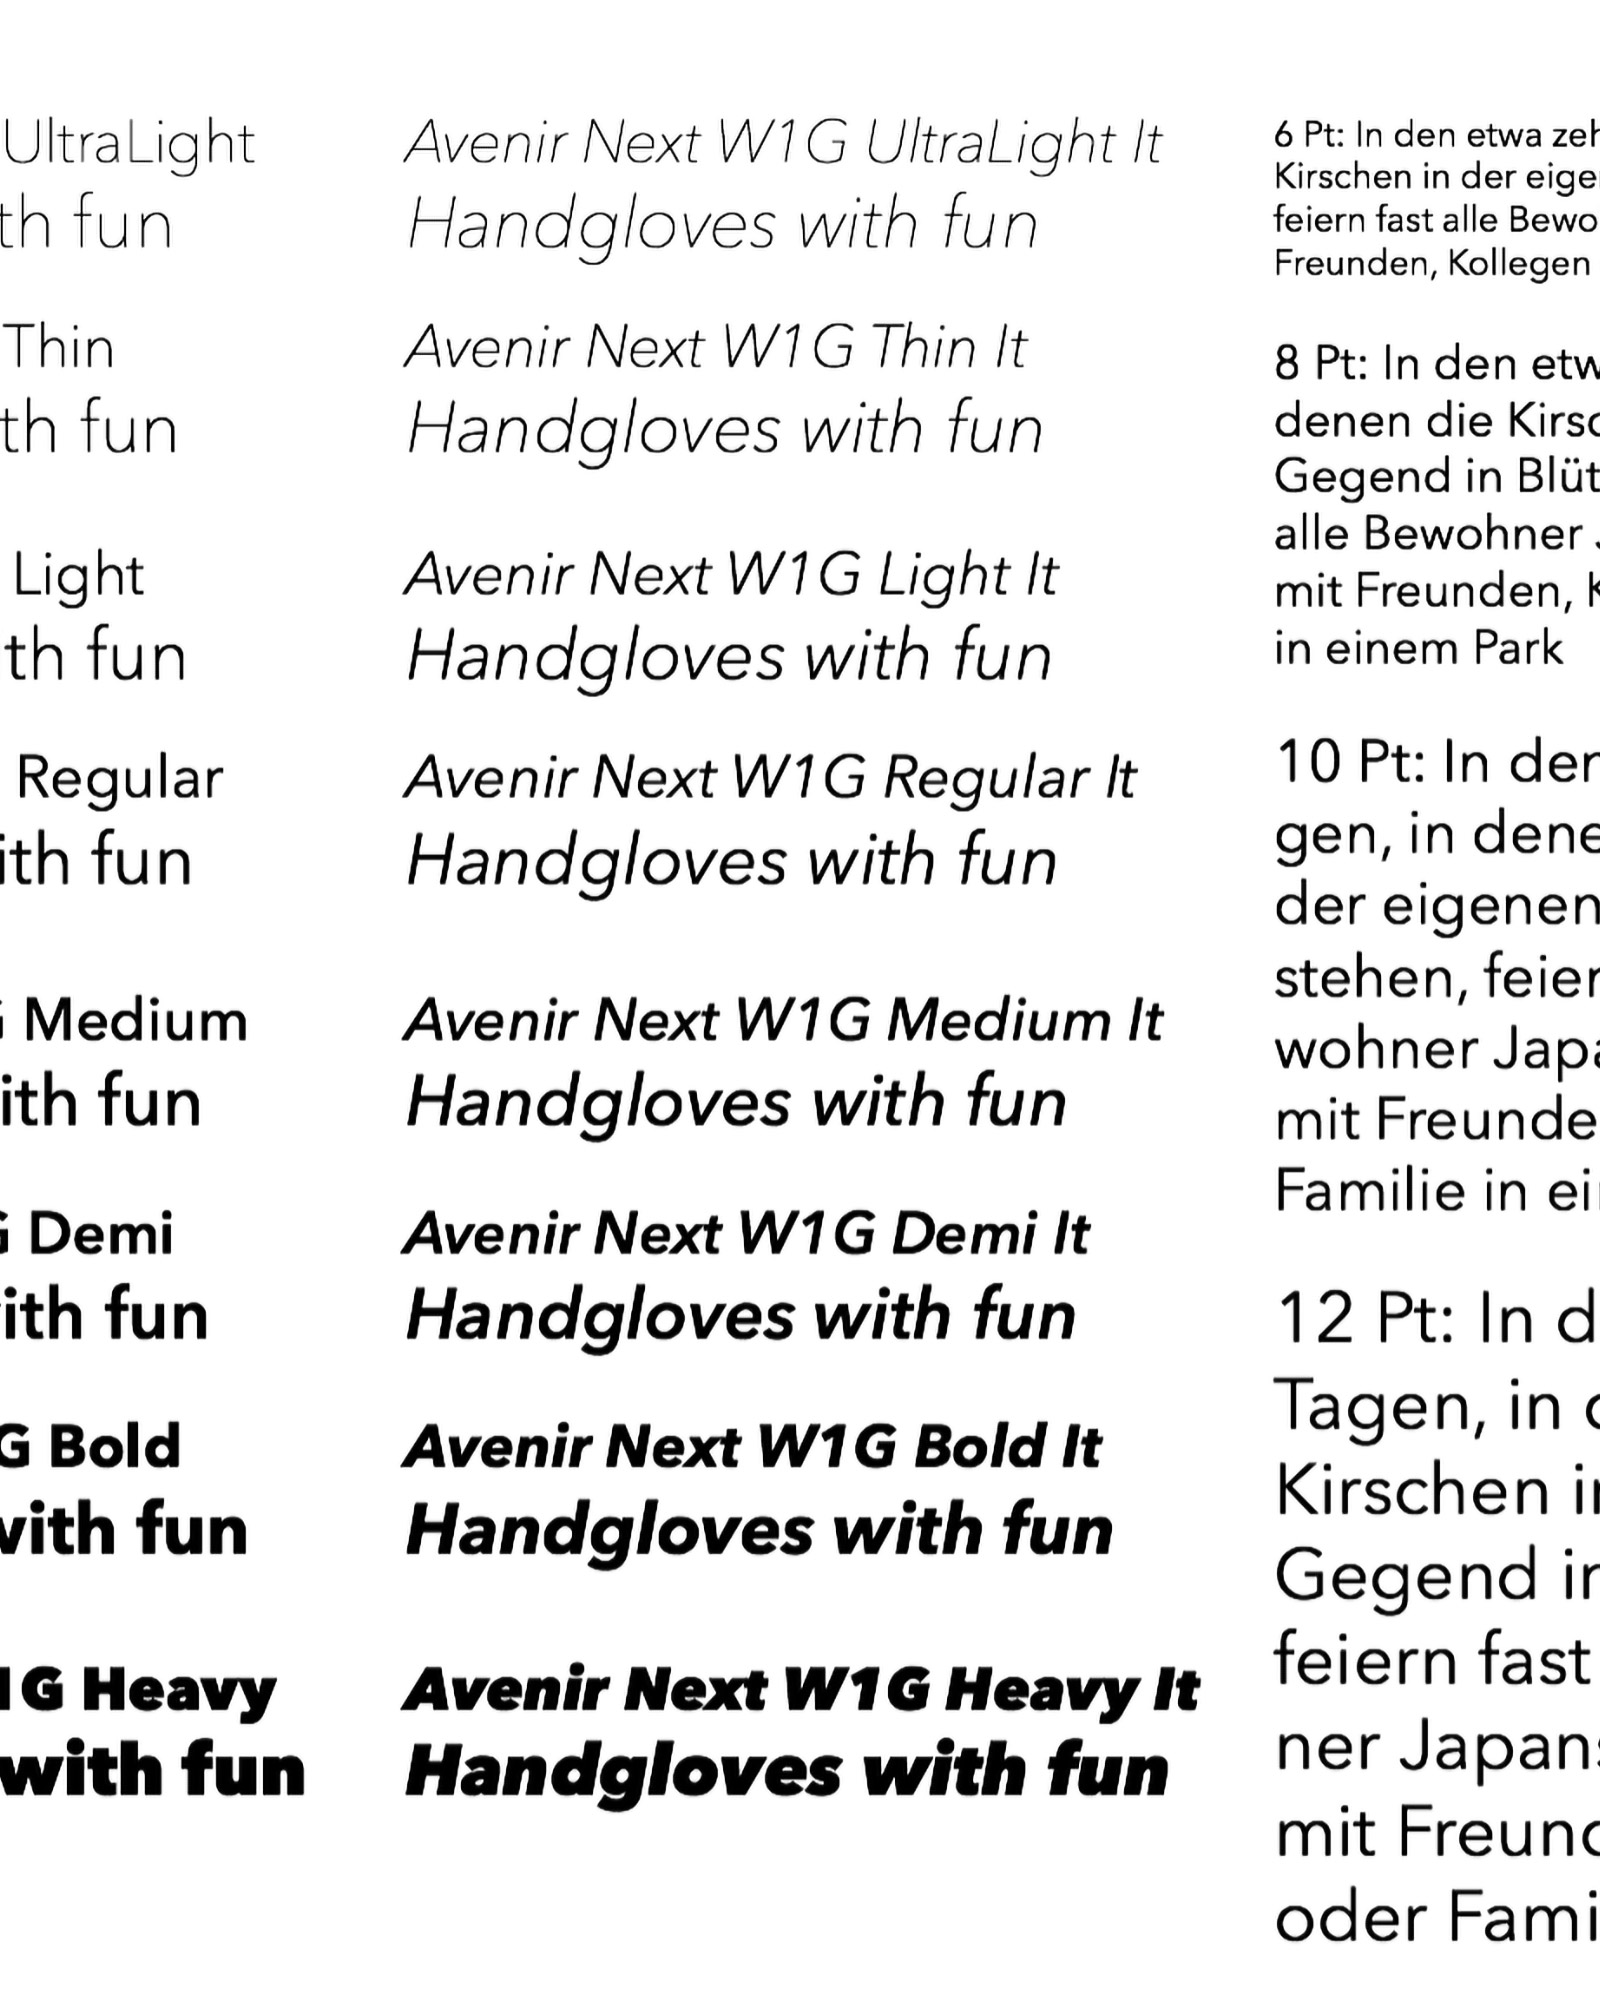 UltraLight
th fun
Thin
th fun
Light
th fun
Regular
ith fun
Medium
ith fun
G Demi
ith fun
G Bold
with fun
1G Heavy
with fun
Avenir Next W1G UltraLight It
Handgloves with fun
Avenir Next W1G Thin It
Handgloves with fun
Avenir Next W1G Light It
Handgloves with fun
Avenir Next W1G Regular It
Handgloves with fun
Avenir Next W1G Medium It
Handgloves with fun
Avenir Next W1G Demi It
Handgloves with fun
Avenir Next W1G Bold It
Handgloves with fun
Avenir Next W1G Heavy It
Handgloves with fun
6 Pt: In den etwa zeh
Kirschen in der eigen
feiern fast alle Bewo
Freunden, Kollegen
8 Pt: In den etw
denen die Kirsc
Gegend in Blüt
alle Bewohner J
mit Freunden, K
in einem Park
10 Pt: In den
gen, in dene
der eigenen
stehen, feier
wohner Japa
mit Freunde
Familie in ein
12 Pt: In d
Tagen, in d
Kirschen in
Gegend in
feiern fast
ner Japans
mit Freund
oder Fami